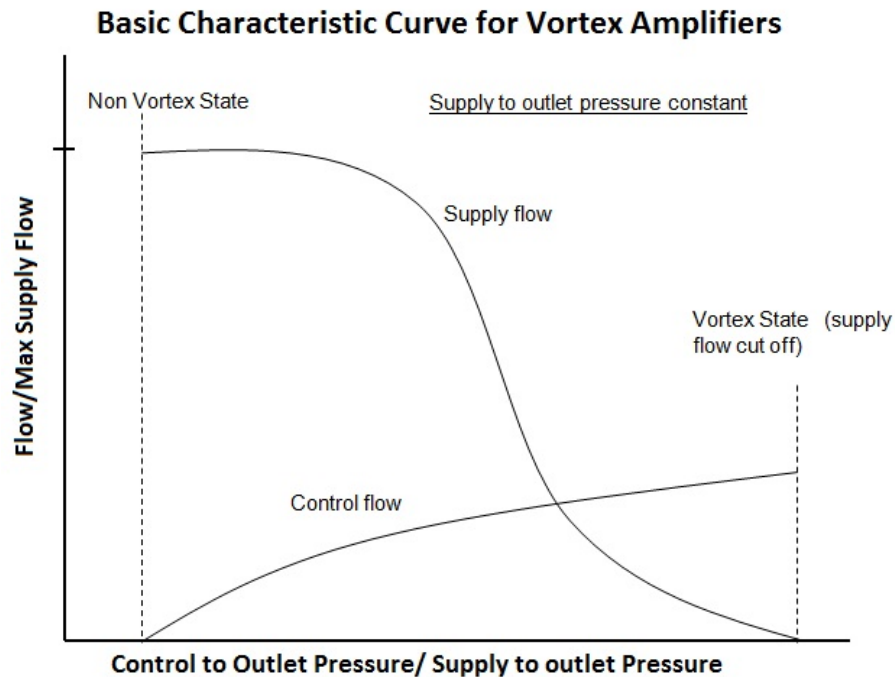 Basic Characteristic Curve for Vortex Amplifiers
Non Vortex State
Supply to outlet pressure constant
Supply flow
Vortex State (supply
flow cut off)
Control flow
Flow/Max Supply Flow
Control to Outlet Pressure/ Supply to outlet Pressure